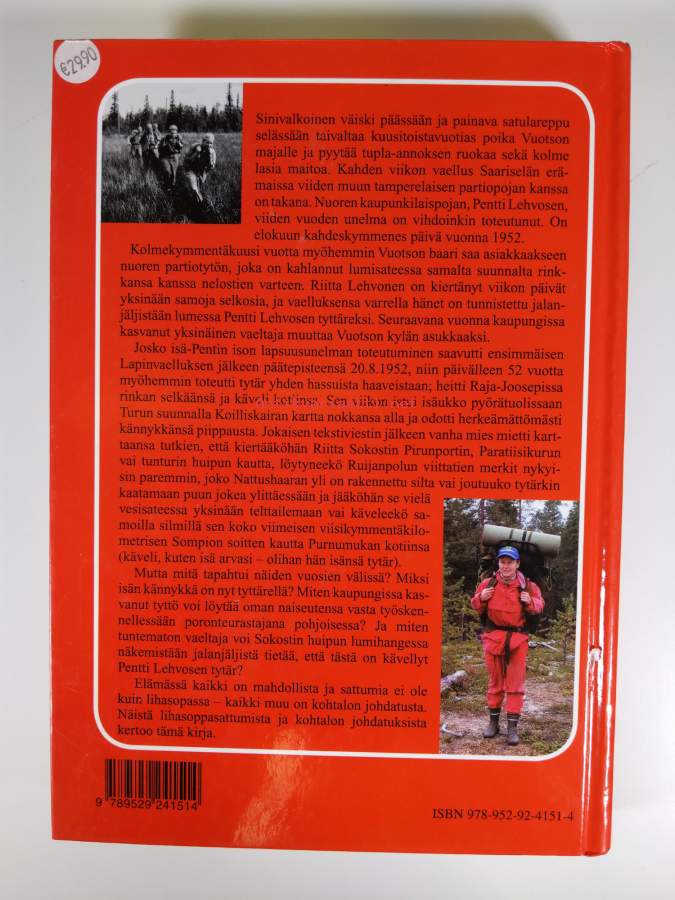 €29,90
Sinivalkoinen väiski päässään ja painava satulareppu
selässään taivaltaa kuusitoistavuotias poika Vuotson
majalle ja pyytää tupla-annoksen ruokaa sekä kolme
lasia maitoa. Kahden viikon vaellus Saariselän erä-
maissa viiden muun tamperelaisen partiopojan kanssa
on takana. Nuoren kaupunkilaispojan, Pentti Lehvosen,
viiden vuoden unelma on vihdoinkin toteutunut. On
elokuun kahdeskymmenes päivä vuonna 1952.
Kolmekymmentäkuusi vuotta myöhemmin Vuotson baari saa asiakkaakseen
nuoren partiotytön, joka on kahlannut lumisateessa samalta suunnalta rink-
kansa kanssa nelostien varteen. Riitta Lehvonen on kiertänyt viikon päivät
yksinään samoja selkosia, ja vaelluksensa varrella hänet on tunnistettu jalan-
jäljistään lumessa Pentti Lehvosen tyttäreksi. Seuraavana vuonna kaupungissa
kasvanut yksinäinen vaeltaja muuttaa Vuotson kylän asukkaaksi.
Josko isä-Pentin ison lapsuusunelman toteutuminen saavutti ensimmäisen
Lapinvaelluksen jälkeen päätepisteensä 20.8.1952, niin päivälleen 52 vuotta
myöhemmin toteutti tytär yhden hassuista haaveistaan; heitti Raja-Joosepissa
rinkan selkäänsä ja käveli kotiinsa. Sen viikon istui isäukko pyörätuolissaan
Turun suunnalla Koilliskairan kartta nokkansa alla ja odotti herkeämättömästi
kännykkänsä piippausta. Jokaisen tekstiviestin jälkeen vanha mies mietti kart-
taansa tutkien, että kiertääköhän Riitta Sokostin Pirunportin, Paratiisikurun
vai tunturin huipun kautta, löytyneekö Ruijanpolun viittatien merkit nykyi-
sin paremmin, joko Nattushaaran yli on rakennettu silta vai joutuuko tytärkin
kaatamaan puun jokea ylittäessään ja jääköhän se vielä
vesisateessa yksinään telttailemaan vai käveleekö sa-
moilla silmillä sen koko viimeisen viisikymmentäkilo-
metrisen Sompion soitten kautta Purnumukan kotiinsa
(käveli, kuten isä arvasi – olihan hän isänsä tytär).
Mutta mitä tapahtui näiden vuosien välissä? Miksi
isän kännykkä on nyt tyttärellä? Miten kaupungissa kas-
vanut tyttö voi löytää oman naiseutensa vasta työsken-
nellessään poronteurastajana pohjoisessa? Ja miten
tuntematon vaeltaja voi Sokostin huipun lumihangessa
näkemistään jalanjäljistä tietää, että tästä on kävellyt
Pentti Lehvosen tytär?
Elämässä kaikki on mahdollista ja sattumia ei ole
kuin lihasopassa – kaikki muu on kohtalon johdatusta.
Näistä lihasoppasattumista ja kohtalon johdatuksista
kertoo tämä kirja.
9 789529 241514
ISBN 978-952-92-4151-4